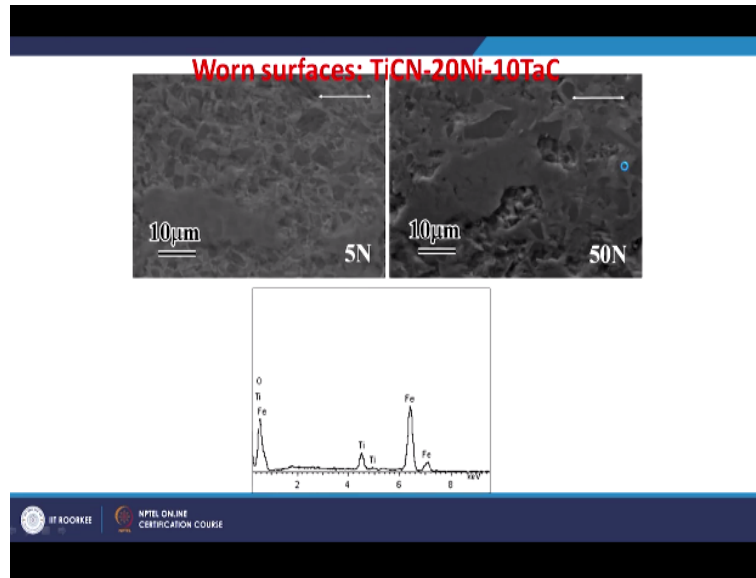 Worn surfaces: TiCN-20Ni-10TaC
10μm
5N
10μm
50N
O
Ti
Fe
Ti
Ti
Fe
Fe
2
4
6
8
keV
IIT ROORKEE
NPTEL ONLINE
CERTIFICATION COURSE